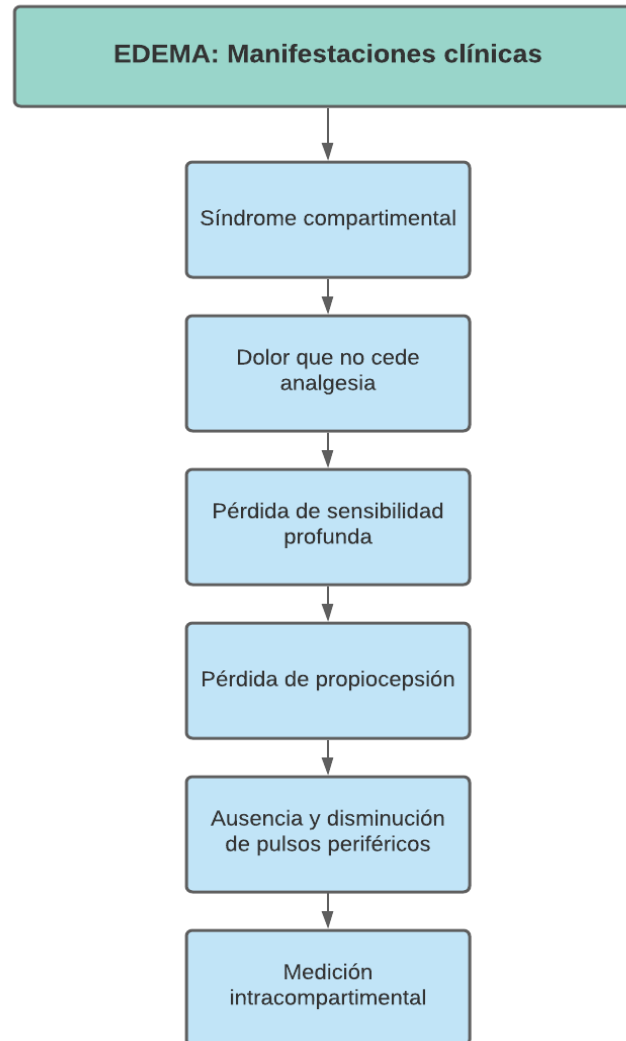 EDEMA: Manifestaciones clínicas
Síndrome compartimental
Dolor que no cede
analgesia
Pérdida de sensibilidad
profunda
Pérdida de propiocepsión
Ausencia y disminución
de pulsos periféricos
Medición
intracompartimental